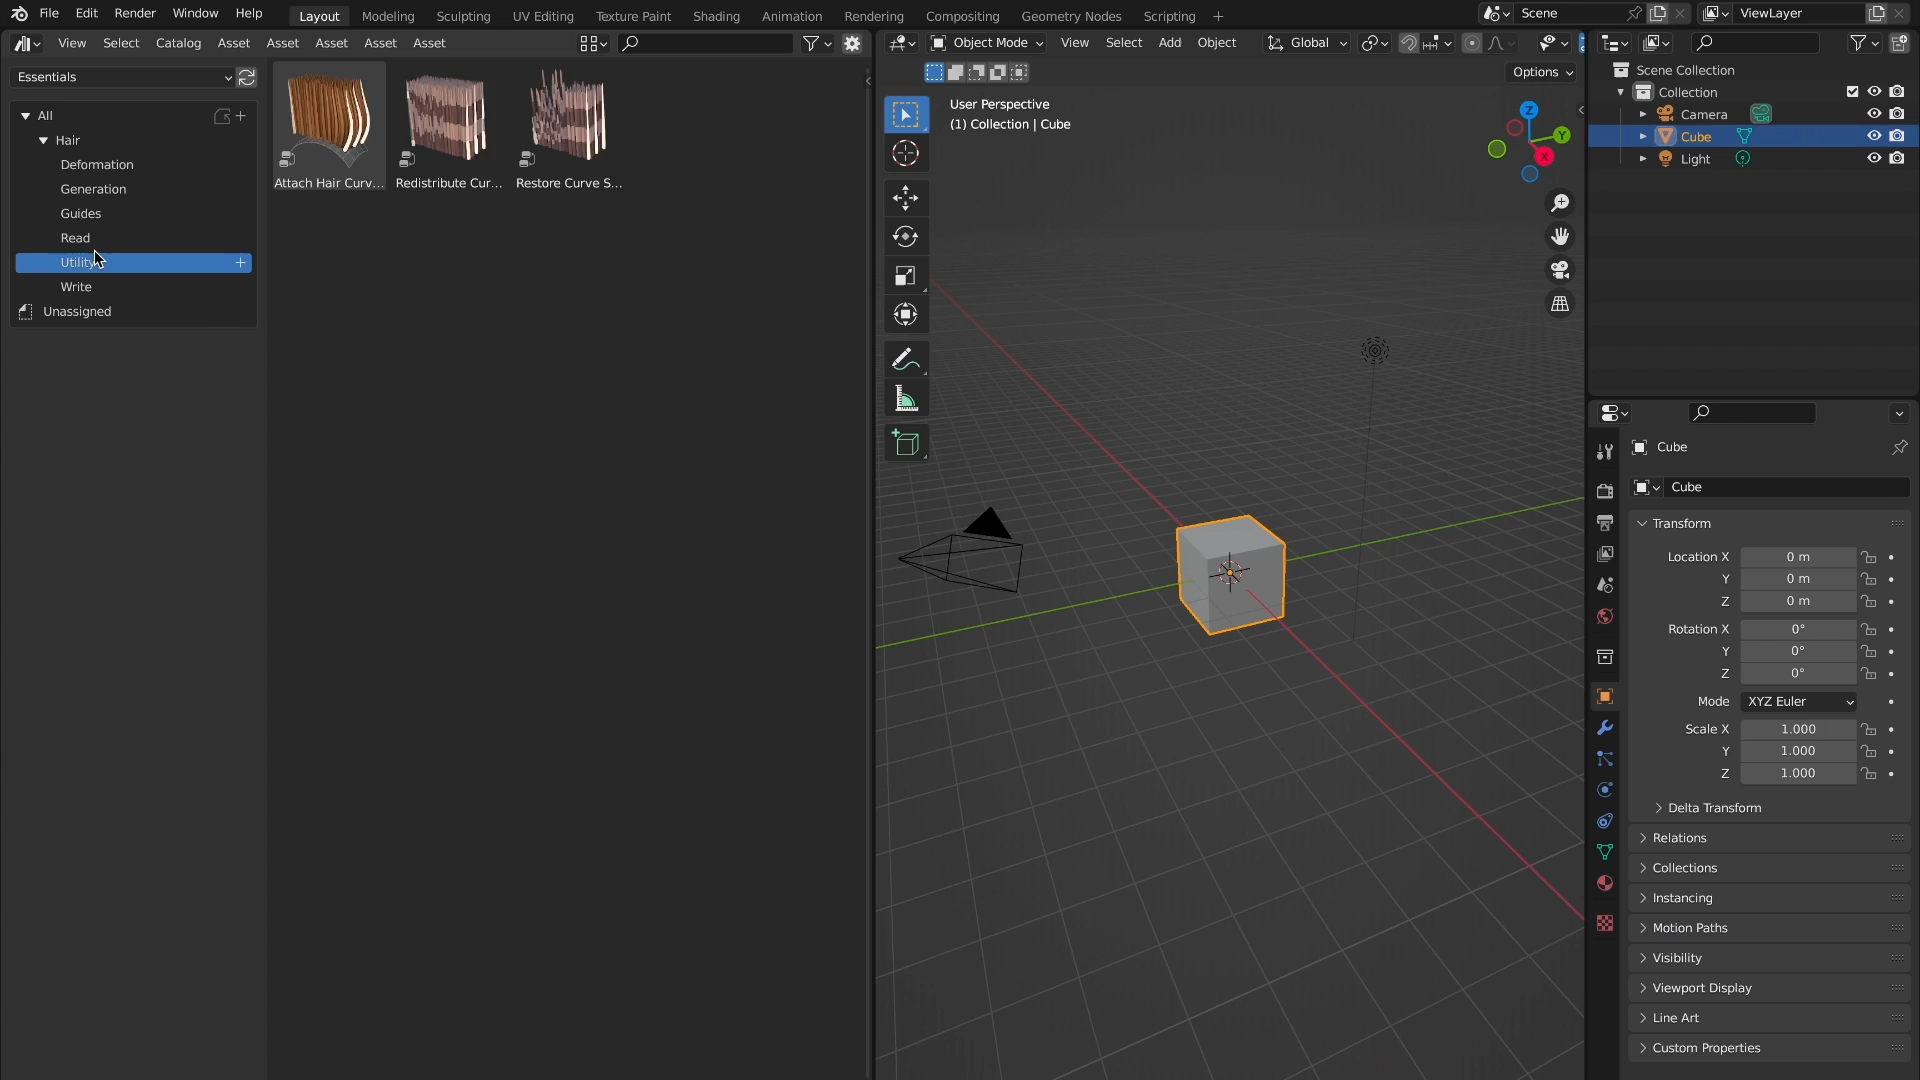 File Edit Render Window Help Layout Modeling Sculpting UV Editing Texture Paint Shading Animation Rendering Compositing Geometry Nodes Scripting + Scene ViewLayer
View Select Catalog Asset Asset Asset Asset Asset
Object Mode View Select Add Object Global
Options
Essentials
All
Hair
Deformation
Generation
Guides
Read
Utility
Write
Unassigned
Attach Hair Curv... Redistribute Cur... Restore Curve S...
User Perspective
(1) Collection | Cube
Z
Y
X
Scene Collection
Collection
Camera
Cube
Light
Cube
Cube
Transform
Location X 0 m
Y 0 m
Z 0 m
Rotation X 0°
Y 0°
Z 0°
Mode XYZ Euler
Scale X 1.000
Y 1.000
Z 1.000
Delta Transform
Relations
Collections
Instancing
Motion Paths
Visibility
Viewport Display
Line Art
Custom Properties